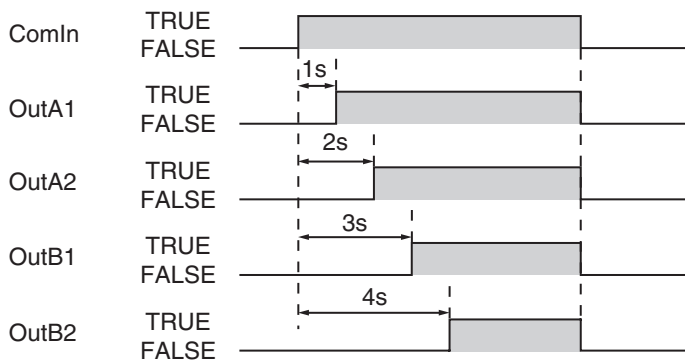 ComIn TRUE
FALSE
1s
OutA1 TRUE
FALSE
2s
OutA2 TRUE
FALSE
3s
OutB1 TRUE
FALSE
4s
OutB2 TRUE
FALSE